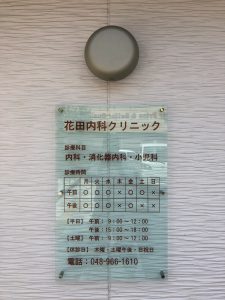 花田内科クリニック
診療科目
内科・消化器内科・小児科
診療時間
月 火 水 木 金 土 日
午前 ○ ○ ○ × ○ ○ ×
午後 ○ ○ ○ × ○ × ×
【平日】 午前: 9:00~12:00
午後:15:00~18:00
【土曜】 午前: 9:00~12:00
【休診日】 木曜・土曜午後・日祝日
電話:048-966-1610